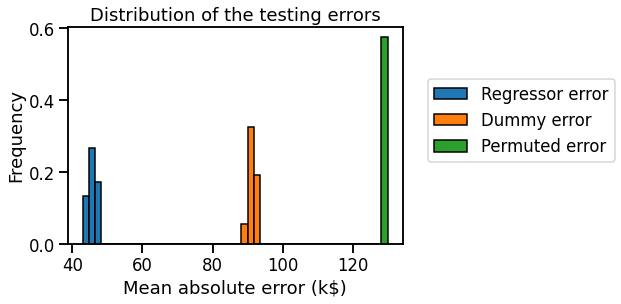 Distribution of the testing errors
0.6
0.4
0.2
0.0
Frequency
40 60 80 100 120
Mean absolute error (k$)
Regressor error
Dummy error
Permuted error